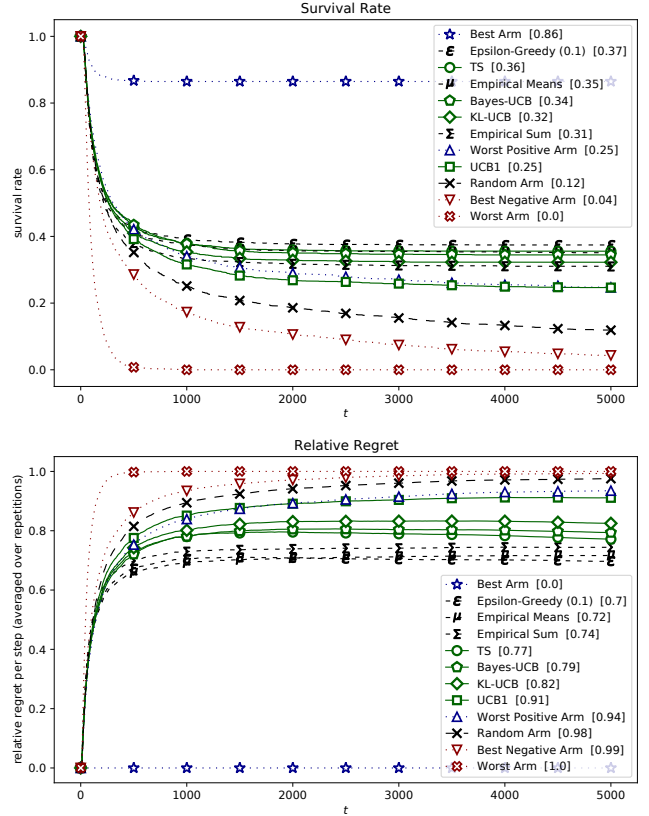 Survival Rate
1.0
0.8
0.6
0.4
0.2
0.0
survival rate
Best Arm [0.86]
Epsilon-Greedy (0.1) [0.37]
TS [0.36]
Empirical Means [0.35]
Bayes-UCB [0.34]
KL-UCB [0.32]
Empirical Sum [0.31]
Worst Positive Arm [0.25]
UCB1 [0.25]
Random Arm [0.12]
Best Negative Arm [0.04]
Worst Arm [0.0]
0 1000 2000 3000 4000 5000
t
Relative Regret
1.0
0.8
0.6
0.4
0.2
0.0
relative regret per step (averaged over repetitions)
Best Arm [0.0]
Epsilon-Greedy (0.1) [0.7]
Empirical Means [0.72]
Empirical Sum [0.74]
TS [0.77]
Bayes-UCB [0.79]
KL-UCB [0.82]
UCB1 [0.91]
Worst Positive Arm [0.94]
Random Arm [0.98]
Best Negative Arm [0.99]
Worst Arm [1.0]
0 1000 2000 3000 4000 5000
t